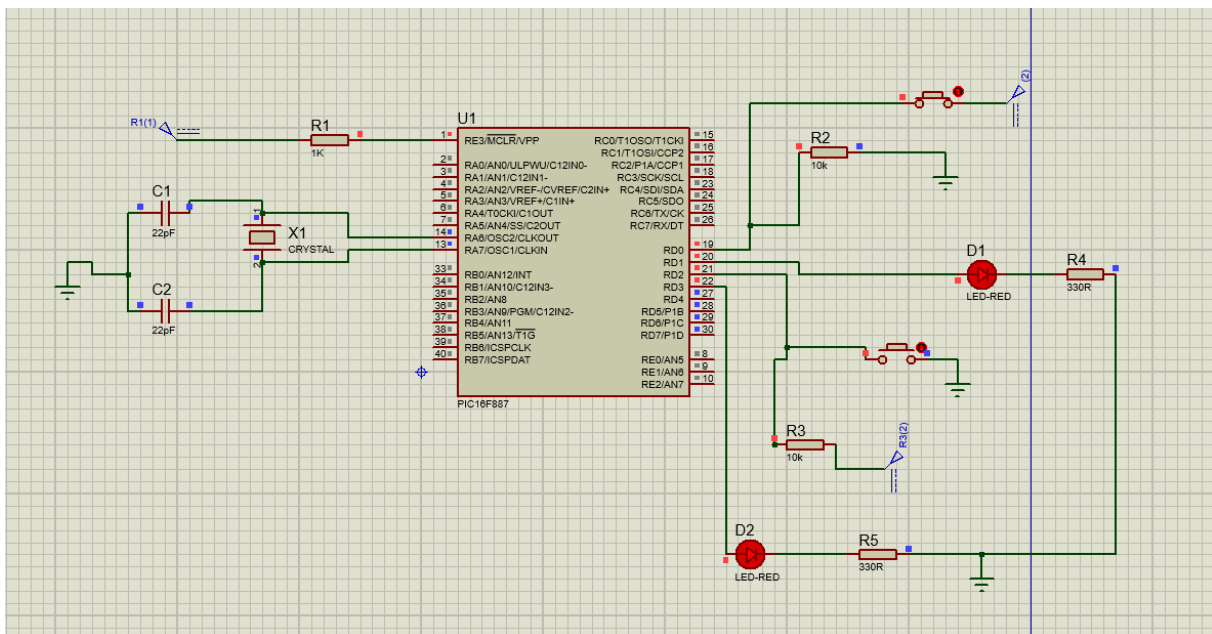 R1(1)
R1
1K
C1
22pF
X1
CRYSTAL
1
2
C2
22pF
U1
1 RE3/MCLR/VPP
2 RA0/AN0/ULPWU/C12IN0-
3 RA1/AN1/C12IN1-
4 RA2/AN2/VREF-/CVREF/C2IN+
5 RA3/AN3/VREF+/C1IN+
6 RA4/T0CKI/C1OUT
7 RA5/AN4/SS/C2OUT
14 RA6/OSC2/CLKOUT
13 RA7/OSC1/CLKIN
33 RB0/AN12/INT
34 RB1/AN10/C12IN3-
35 RB2/AN8
36 RB3/AN9/PGM/C12IN2-
37 RB4/AN11
38 RB5/AN13/T1G
39 RB6/ICSPCLK
40 RB7/ICSPDAT
RC0/T1OSO/T1CKI 15
RC1/T1OSI/CCP2 16
RC2/P1A/CCP1 17
RC3/SCK/SCL 18
RC4/SDI/SDA 23
RC5/SDO 24
RC6/TX/CK 25
RC7/RX/DT 26
RD0 19
RD1 20
RD2 21
RD3 22
RD4 27
RD5/P1B 28
RD6/P1C 29
RD7/P1D 30
RE0/AN5 8
RE1/AN6 9
RE2/AN7 10
PIC16F887
(2)
R2
10k
D1
LED-RED
R4
330R
R3
10k
R3(2)
D2
LED-RED
R5
330R